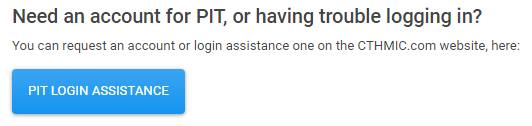 Need an account for PIT, or having trouble logging in?
You can request an account or login assistance one on the CTHMIC.com website, here:
PIT LOGIN ASSISTANCE